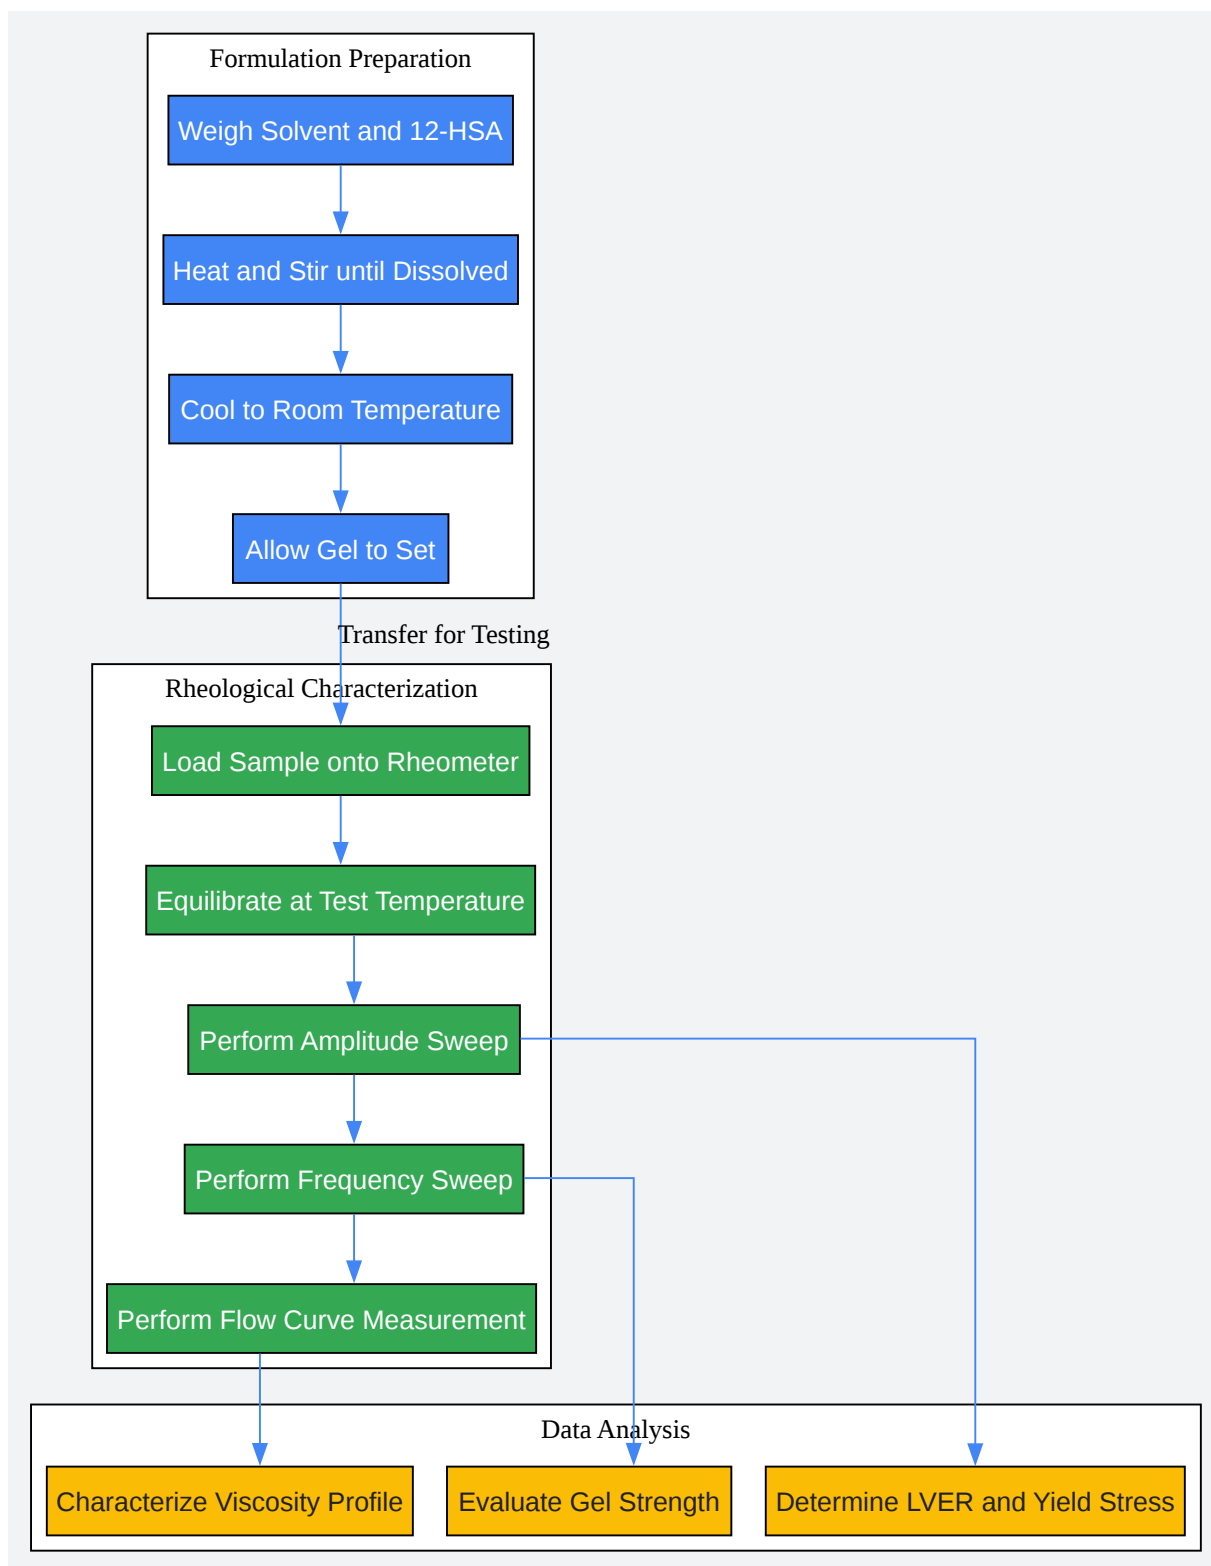 Formulation Preparation
Weigh Solvent and 12-HSA
Heat and Stir until Dissolved
Cool to Room Temperature
Allow Gel to Set
Transfer for Testing
Rheological Characterization
Load Sample onto Rheometer
Equilibrate at Test Temperature
Perform Amplitude Sweep
Perform Frequency Sweep
Perform Flow Curve Measurement
Data Analysis
Characterize Viscosity Profile
Evaluate Gel Strength
Determine LVER and Yield Stress